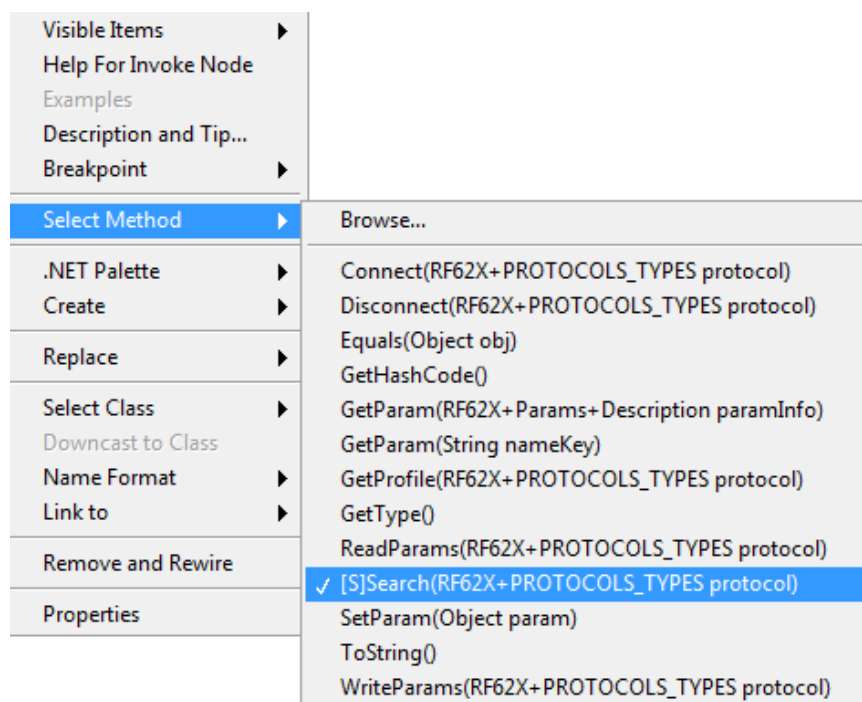 Visible Items
Help For Invoke Node
Examples
Description and Tip...
Breakpoint
Select Method
.NET Palette
Create
Replace
Select Class
Downcast to Class
Name Format
Link to
Remove and Rewire
Properties
Browse...
Connect(RF62X+PROTOCOLS_TYPES protocol)
Disconnect(RF62X+PROTOCOLS_TYPES protocol)
Equals(Object obj)
GetHashCode()
GetParam(RF62X+Params+Description paramInfo)
GetParam(String nameKey)
GetProfile(RF62X+PROTOCOLS_TYPES protocol)
GetType()
ReadParams(RF62X+PROTOCOLS_TYPES protocol)
[S]Search(RF62X+PROTOCOLS_TYPES protocol)
SetParam(Object param)
ToString()
WriteParams(RF62X+PROTOCOLS_TYPES protocol)